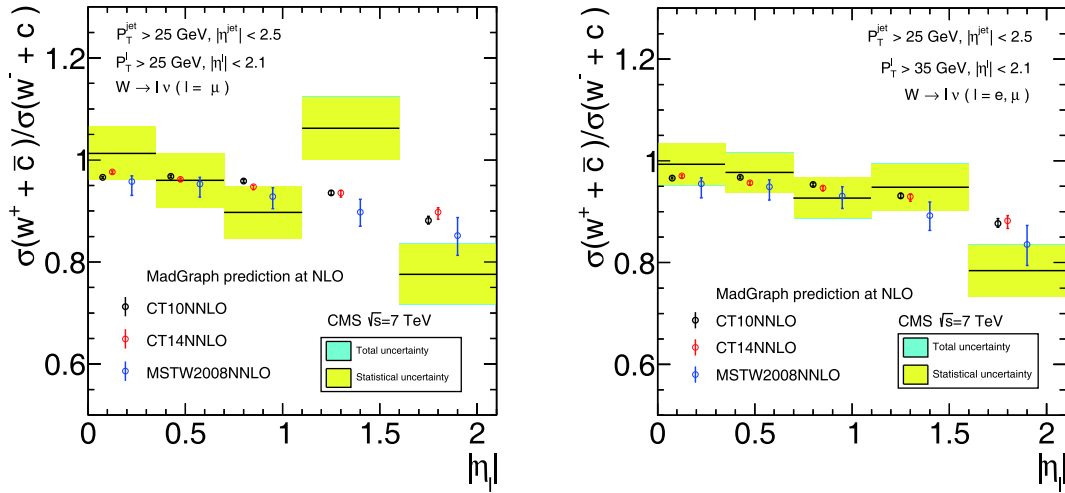 σ(w⁺ + c̄)/σ(w⁻ + c)
P_T^jet > 25 GeV, |η^jet| < 2.5
P_T^l > 25 GeV, |η^l| < 2.1
W → l ν ( l = μ )
MadGraph prediction at NLO
CT10NNLO
CT14NNLO
MSTW2008NNLO
CMS √s=7 TeV
Total uncertainty
Statistical uncertainty
1.2
1
0.8
0.6
0 0.5 1 1.5 2
|η_l|
σ(w⁺ + c̄)/σ(w⁻ + c)
P_T^jet > 25 GeV, |η^jet| < 2.5
P_T^l > 35 GeV, |η^l| < 2.1
W → l ν ( l = e, μ )
MadGraph prediction at NLO
CT10NNLO
CT14NNLO
MSTW2008NNLO
CMS √s=7 TeV
Total uncertainty
Statistical uncertainty
1.2
1
0.8
0.6
0 0.5 1 1.5 2
|η_l|